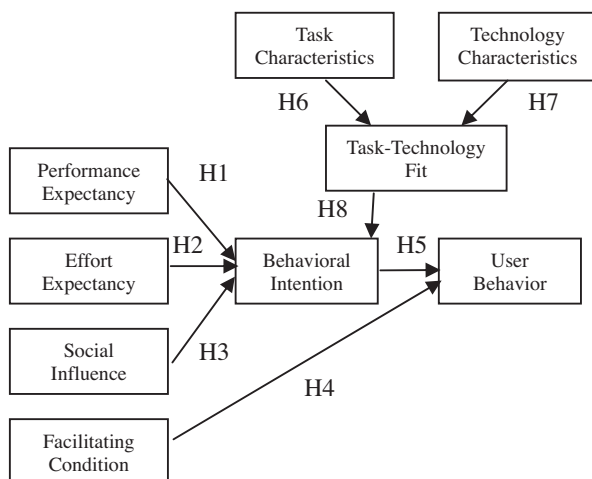 Task
Characteristics
Technology
Characteristics
H6
H7
Task-Technology
Fit
Performance
Expectancy
H1
H8
Effort
Expectancy
H2
Behavioral
Intention
H5
User
Behavior
Social
Influence
H3
H4
Facilitating
Condition